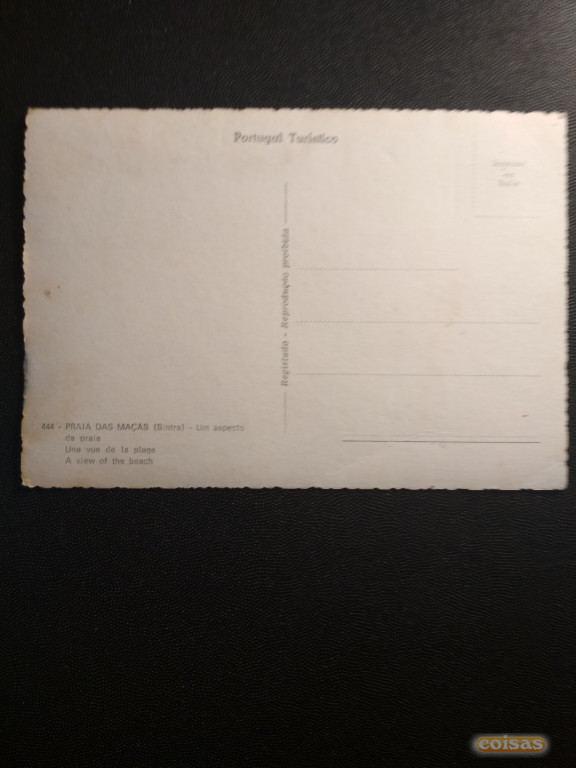 Portugal Turístico
Registado - Reprodução proibida
444 - PRAIA DAS MAÇAS (Sintra) - Um aspecto
da praia
Une vue de la plage
A view of the beach
coisas